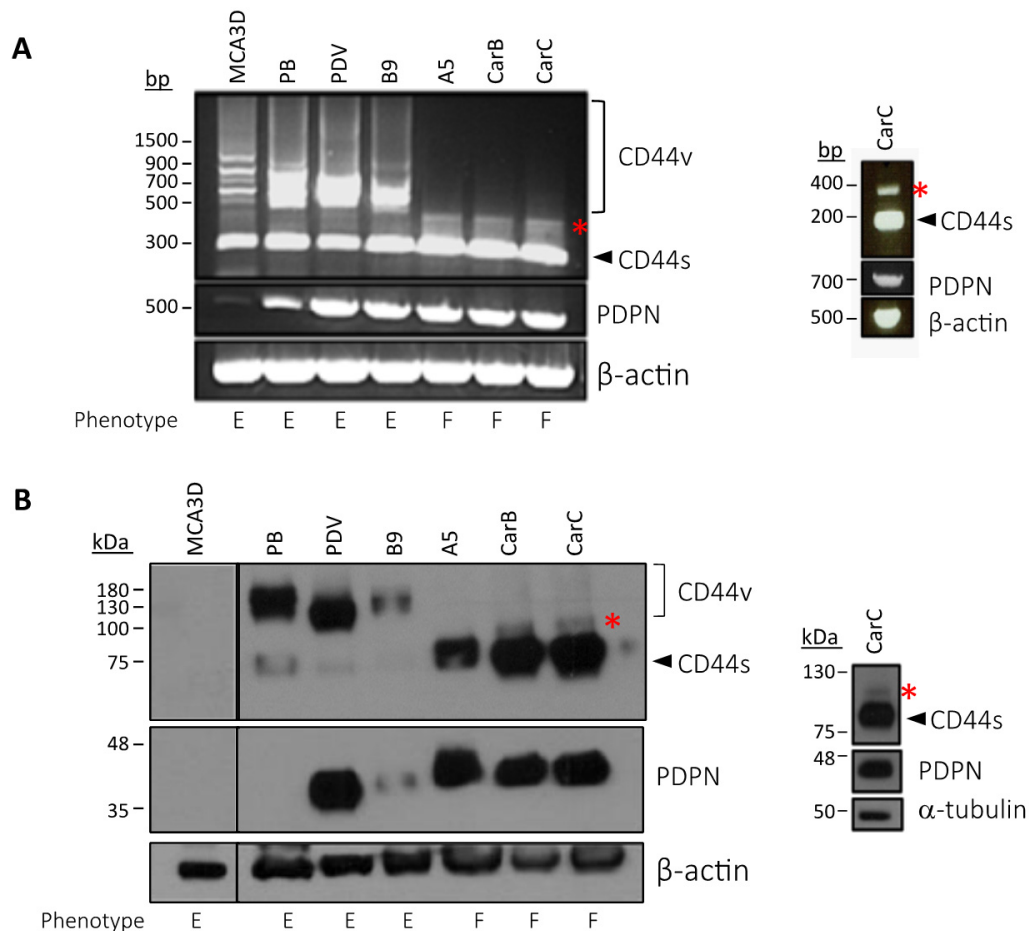 A
bp
MCA3D PB PDV B9 A5 CarB CarC
1500
900
700
500
300
CD44v
*
CD44s
500
PDPN
β-actin
Phenotype E E E E F F F
CarC
bp
400
*
200
CD44s
700
PDPN
500
β-actin
B
kDa
MCA3D PB PDV B9 A5 CarB CarC
180
130
100
75
CD44v
*
CD44s
48
35
PDPN
β-actin
Phenotype E E E E F F F
CarC
kDa
130
*
CD44s
75
48
PDPN
50
α-tubulin